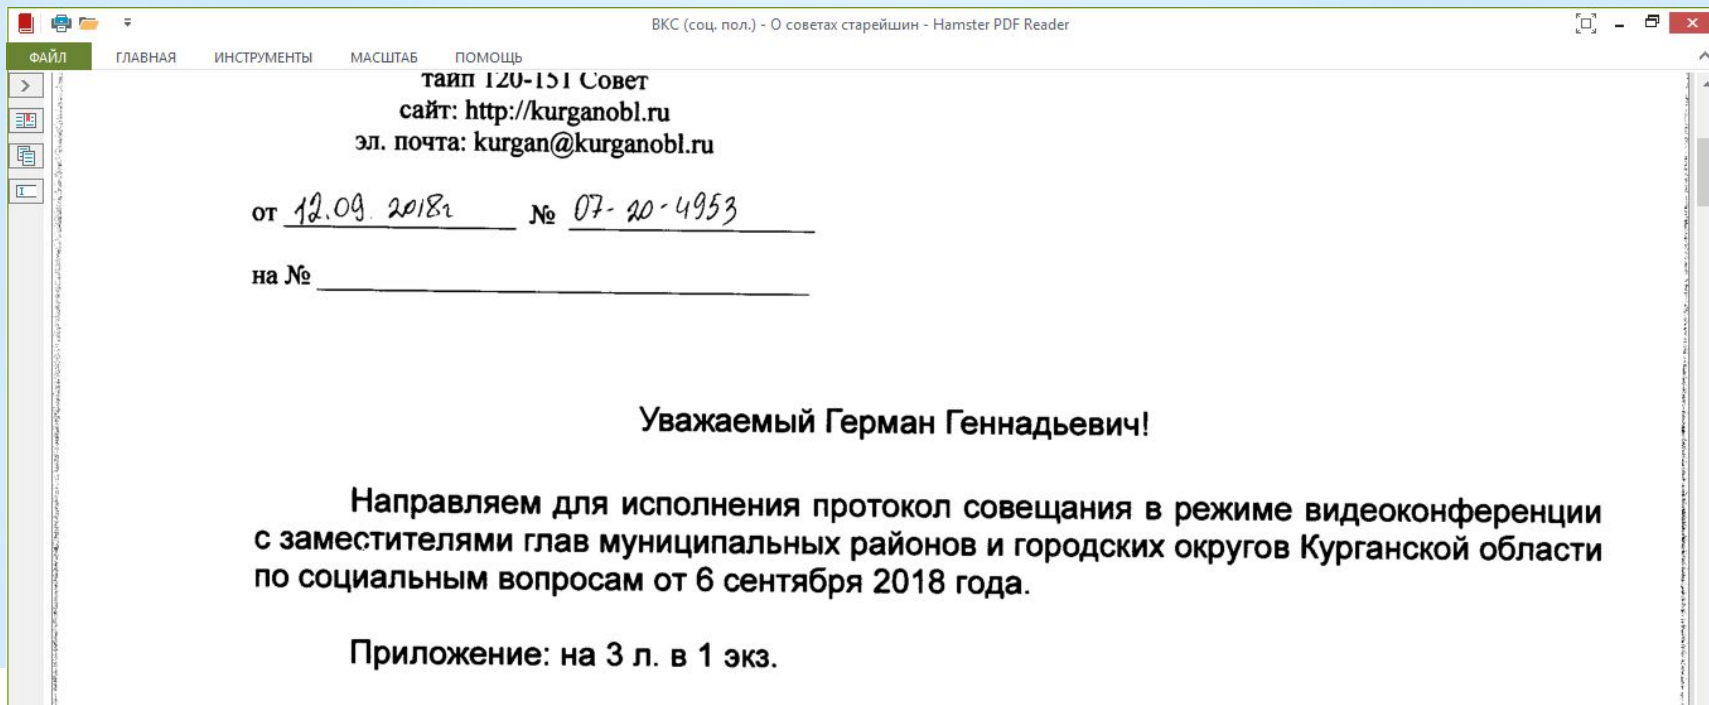 ВКС (соц. пол.) - О советах старейшин - Hamster PDF Reader
ФАЙЛ ГЛАВНАЯ ИНСТРУМЕНТЫ МАСШТАБ ПОМОЩЬ
тайп 120-151 Совет
сайт: http://kurganobl.ru
эл. почта: kurgan@kurganobl.ru
от 12.09.2018г № 07-20-4953
на №
Уважаемый Герман Геннадьевич!
Направляем для исполнения протокол совещания в режиме видеоконференции
с заместителями глав муниципальных районов и городских округов Курганской области
по социальным вопросам от 6 сентября 2018 года.
Приложение: на 3 л. в 1 экз.